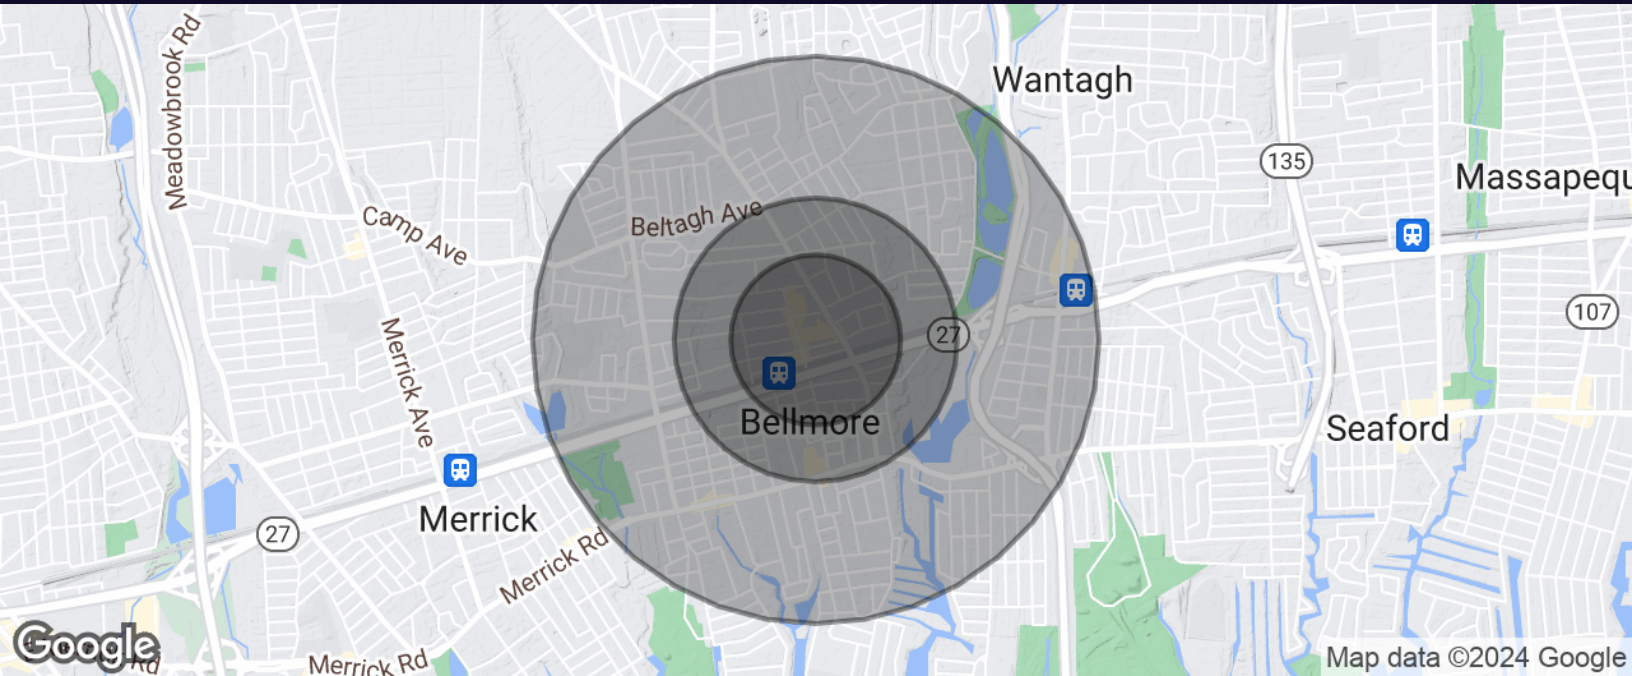 Meadowbrook Rd
Wantagh
135
Massapequ
Camp Ave
Beltagh Ave
107
27
Merrick Ave
Bellmore
Seaford
Merrick
27
Merrick Rd
Google
Rd
Merrick Rd
Map data ©2024 Google